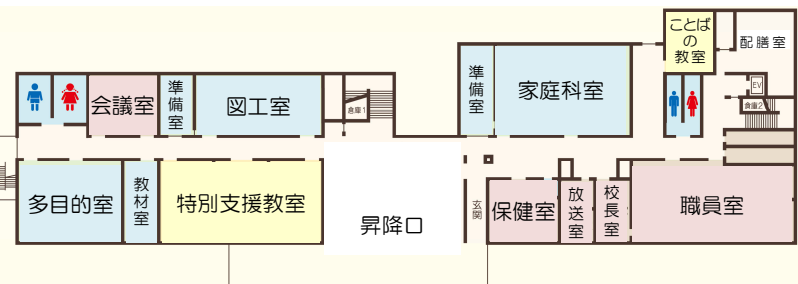 ことば
の
教室
配膳室
準備室
家庭科室
EV
倉庫2
会議室
準備室
図工室
倉庫1
多目的室
教材室
特別支援教室
昇降口
玄関
保健室
放送室
校長室
職員室